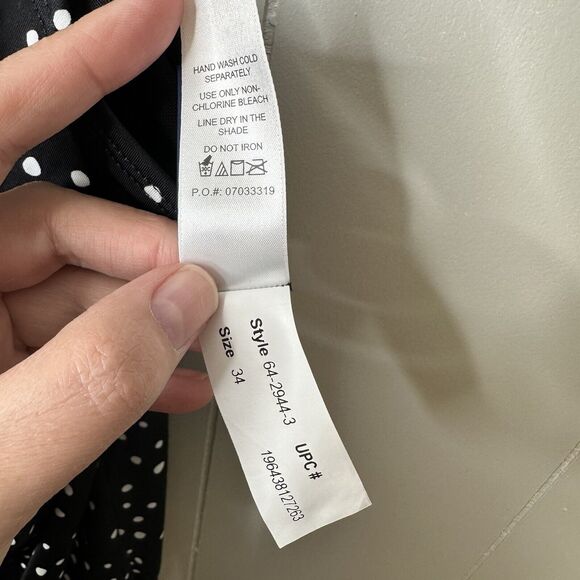 HAND WASH COLD
SEPARATELY
USE ONLY NON-
CHLORINE BLEACH
LINE DRY IN THE
SHADE
DO NOT IRON
P.O.#: 07033319
Style 64-2944-3
Size 34
UPC #
196438127263